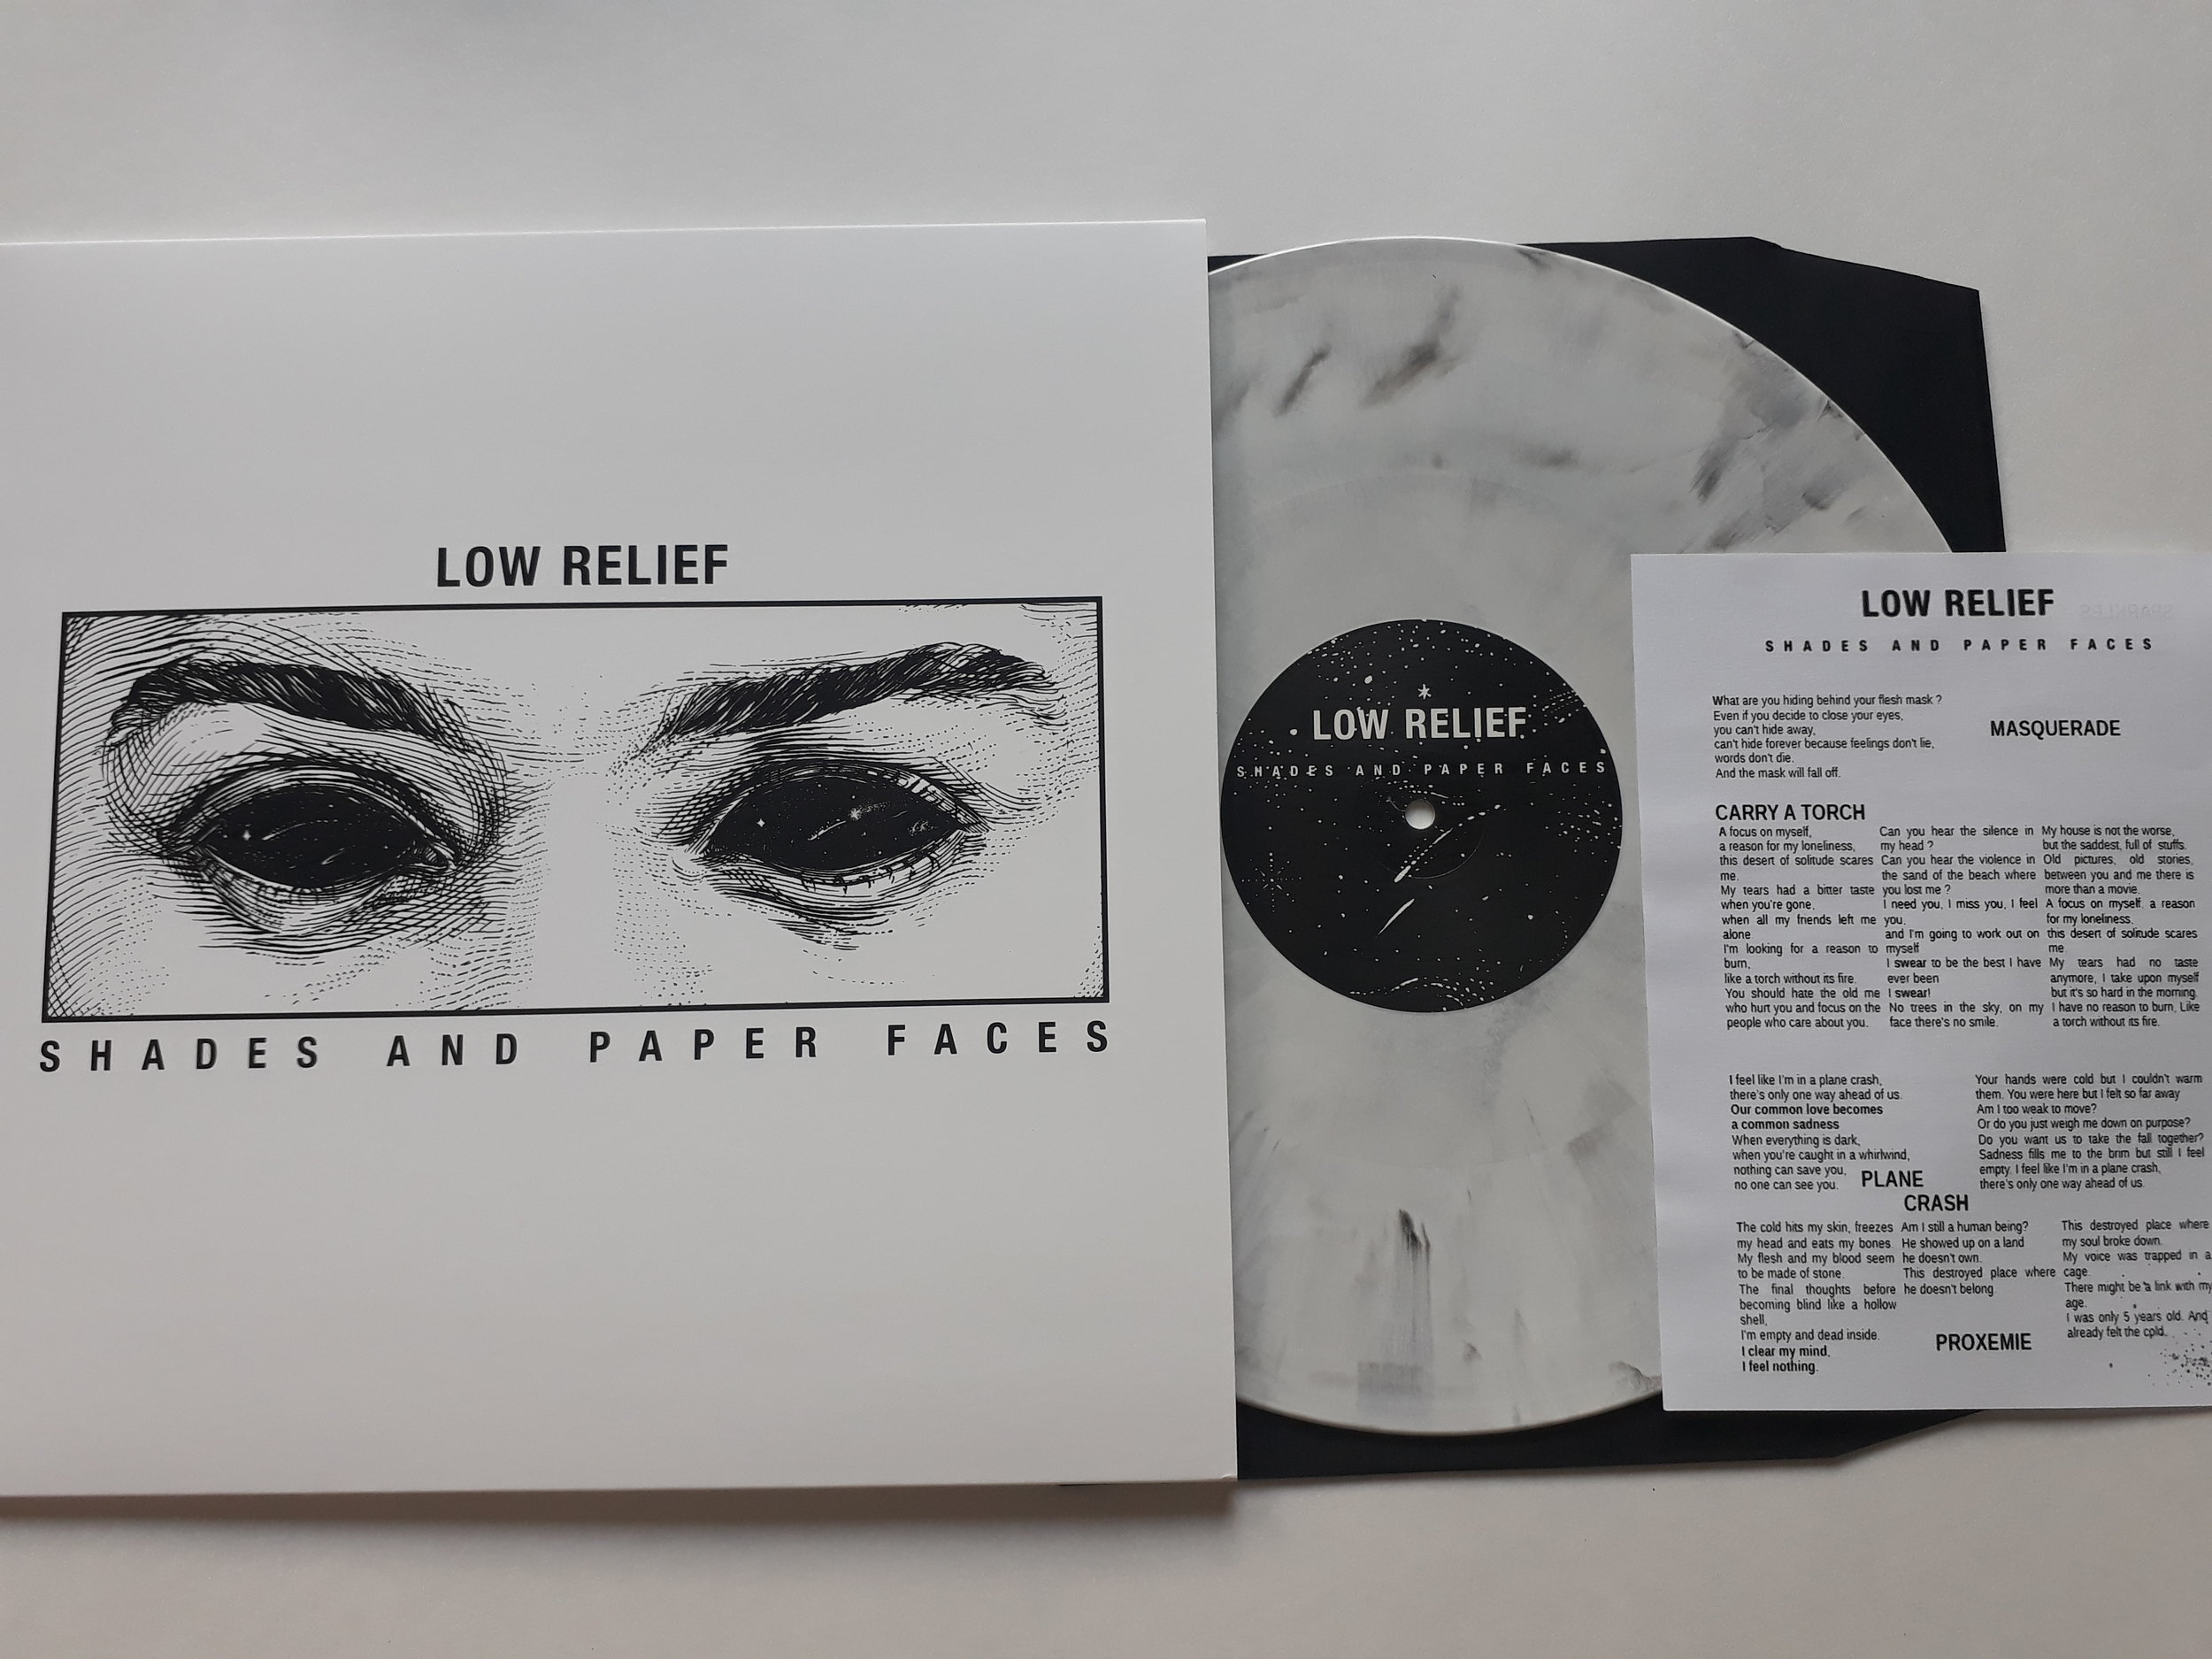 LOW RELIEF
SHADES AND PAPER FACES
LOW RELIEF
SHADES AND PAPER FACES
LOW RELIEF
SHADES AND PAPER FACES
What are you hiding behind your flesh mask ?
Even if you decide to close your eyes,
you can't hide away,
can't hide forever because feelings don't lie,
words don't die.
And the mask will fall off.
MASQUERADE
CARRY A TORCH
A focus on myself,
a reason for my loneliness,
this desert of solitude scares
me.
My tears had a bitter taste
when you're gone,
when all my friends left me
alone
I'm looking for a reason to
burn,
like a torch without its fire.
You should hate the old me
who hurt you and focus on the
people who care about you.
Can you hear the silence in
my head ?
Can you hear the violence in
the sand of the beach where
you lost me ?
I need you, I miss you, I feel
you.
and I'm going to work out on
myself
I swear to be the best I have
ever been
I swear!
No trees in the sky, on my
face there's no smile.
My house is not the worse,
but the saddest, full of stuffs.
Old pictures, old stories,
between you and me there is
more than a movie.
A focus on myself, a reason
for my loneliness.
this desert of solitude scares
me.
My tears had no taste
anymore, I take upon myself
but it's so hard in the morning.
I have no reason to burn, Like
a torch without its fire.
I feel like I'm in a plane crash,
there's only one way ahead of us.
Our common love becomes
a common sadness
When everything is dark,
when you're caught in a whirlwind,
nothing can save you,
no one can see you.
PLANE
CRASH
Your hands were cold but I couldn't warm
them. You were here but I felt so far away
Am I too weak to move?
Or do you just weigh me down on purpose?
Do you want us to take the fall together?
Sadness fills me to the brim but still I feel
empty. I feel like I'm in a plane crash,
there's only one way ahead of us.
The cold hits my skin, freezes
my head and eats my bones.
My flesh and my blood seem
to be made of stone.
The final thoughts before
becoming blind like a hollow
shell,
I'm empty and dead inside.
I clear my mind,
I feel nothing.
Am I still a human being?
He showed up on a land
he doesn't own.
This destroyed place where
he doesn't belong.
PROXEMIE
This destroyed place where
my soul broke down.
My voice was trapped in a
cage.
There might be a link with my
age.
I was only 5 years old. And
already felt the cold.